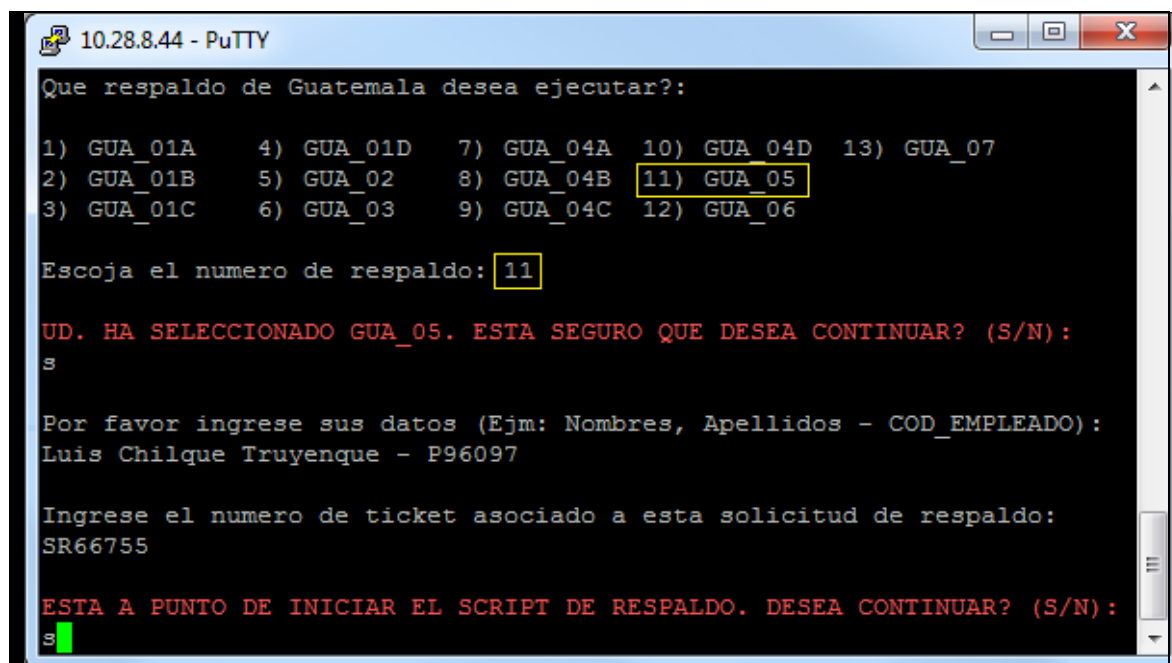 10.28.8.44 - PuTTY
Que respaldo de Guatemala desea ejecutar?:
1) GUA_01A 4) GUA_01D 7) GUA_04A 10) GUA_04D 13) GUA_07
2) GUA_01B 5) GUA_02 8) GUA_04B 11) GUA_05
3) GUA_01C 6) GUA_03 9) GUA_04C 12) GUA_06
Escoja el numero de respaldo: 11
UD. HA SELECCIONADO GUA_05. ESTA SEGURO QUE DESEA CONTINUAR? (S/N):
s
Por favor ingrese sus datos (Ejm: Nombres, Apellidos - COD_EMPLEADO):
Luis Chilque Truyenque - P96097
Ingrese el numero de ticket asociado a esta solicitud de respaldo:
SR66755
ESTA A PUNTO DE INICIAR EL SCRIPT DE RESPALDO. DESEA CONTINUAR? (S/N):
s